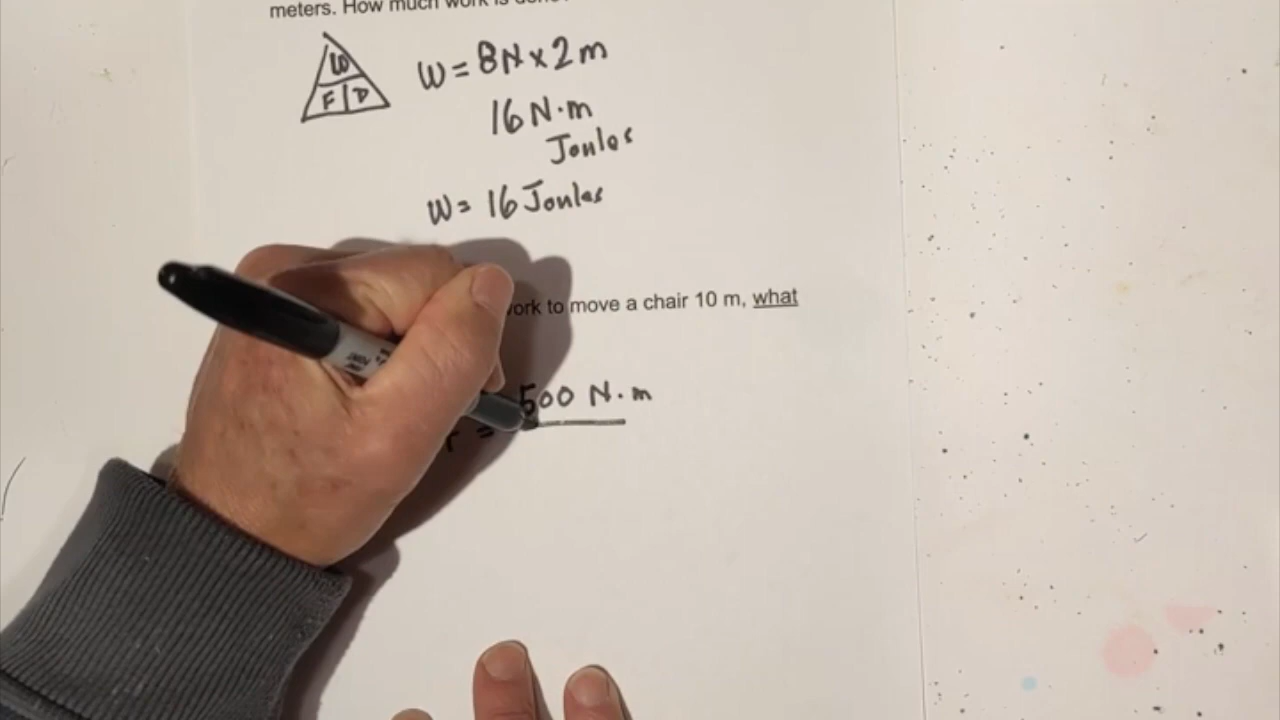 meters. How much work is done
W
F D
W = 8N x 2m
16 N·m
Joules
W = 16 Joules
work to move a chair 10 m, what
= 500 N·m